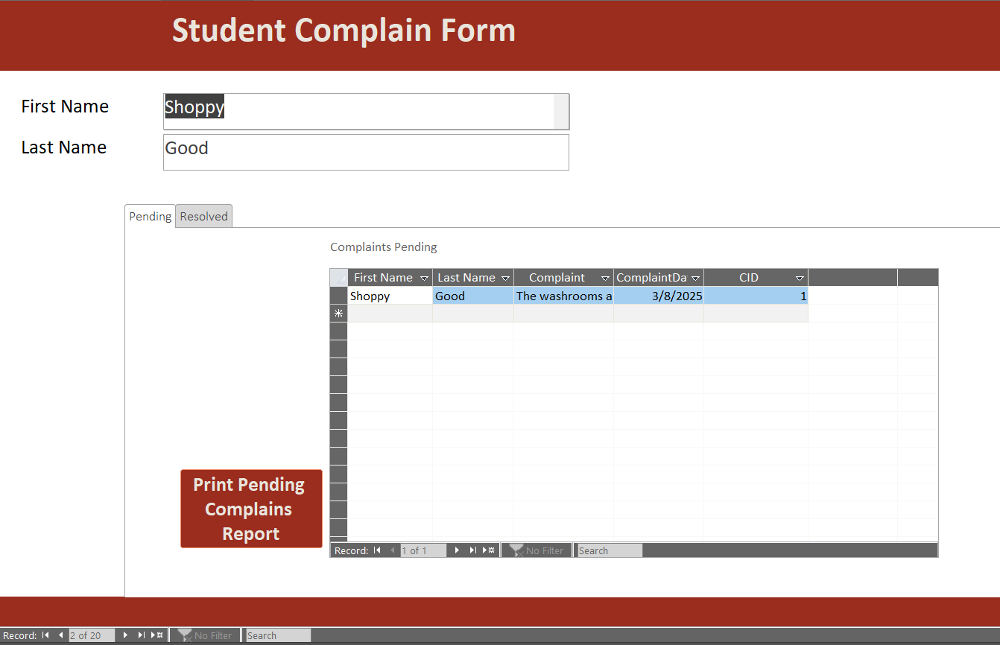 Student Complain Form
First Name
Shoppy
Last Name
Good
Pending
Resolved
Complaints Pending
First Name Last Name Complaint ComplaintDa CID
Shoppy Good The washrooms a 3/8/2025 1
Print Pending
Complains
Report
Record: 1 of 1 No Filter Search
Record: 2 of 20 No Filter Search